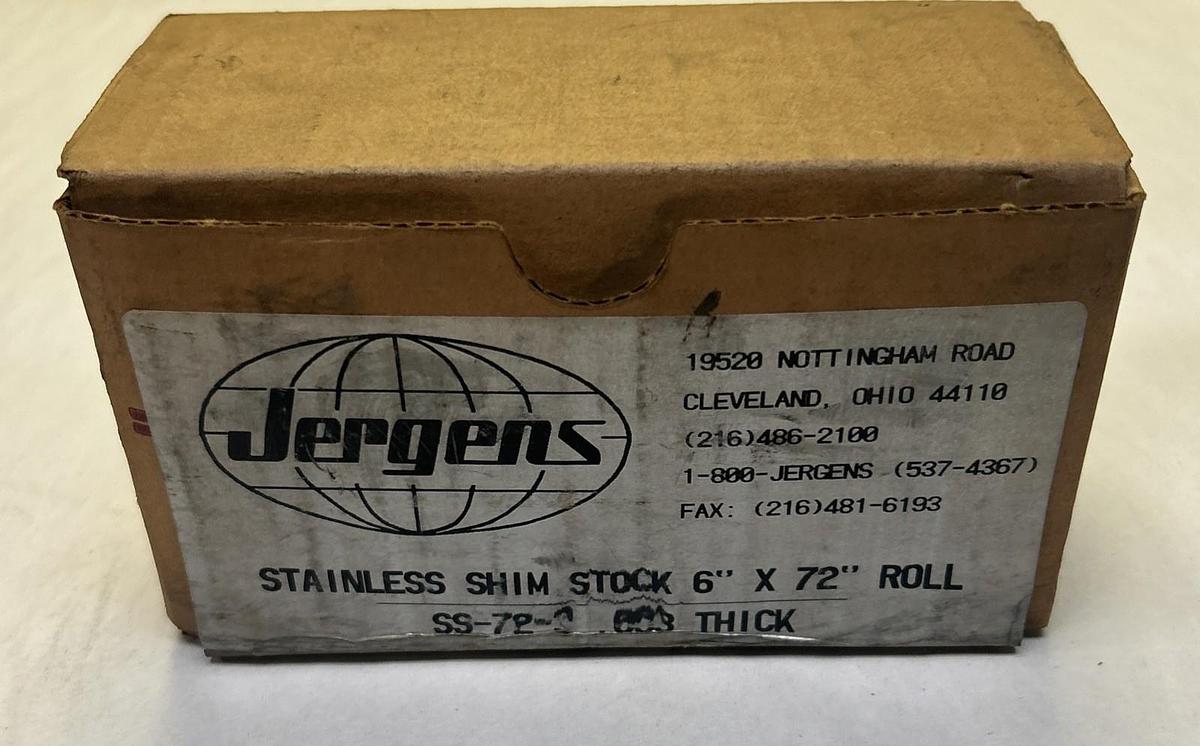 Jergens
19520 NOTTINGHAM ROAD
CLEVELAND, OHIO 44110
(216)486-2100
1-800-JERGENS (537-4367)
FAX: (216)481-6193
STAINLESS SHIM STOCK 6" X 72" ROLL
THICK